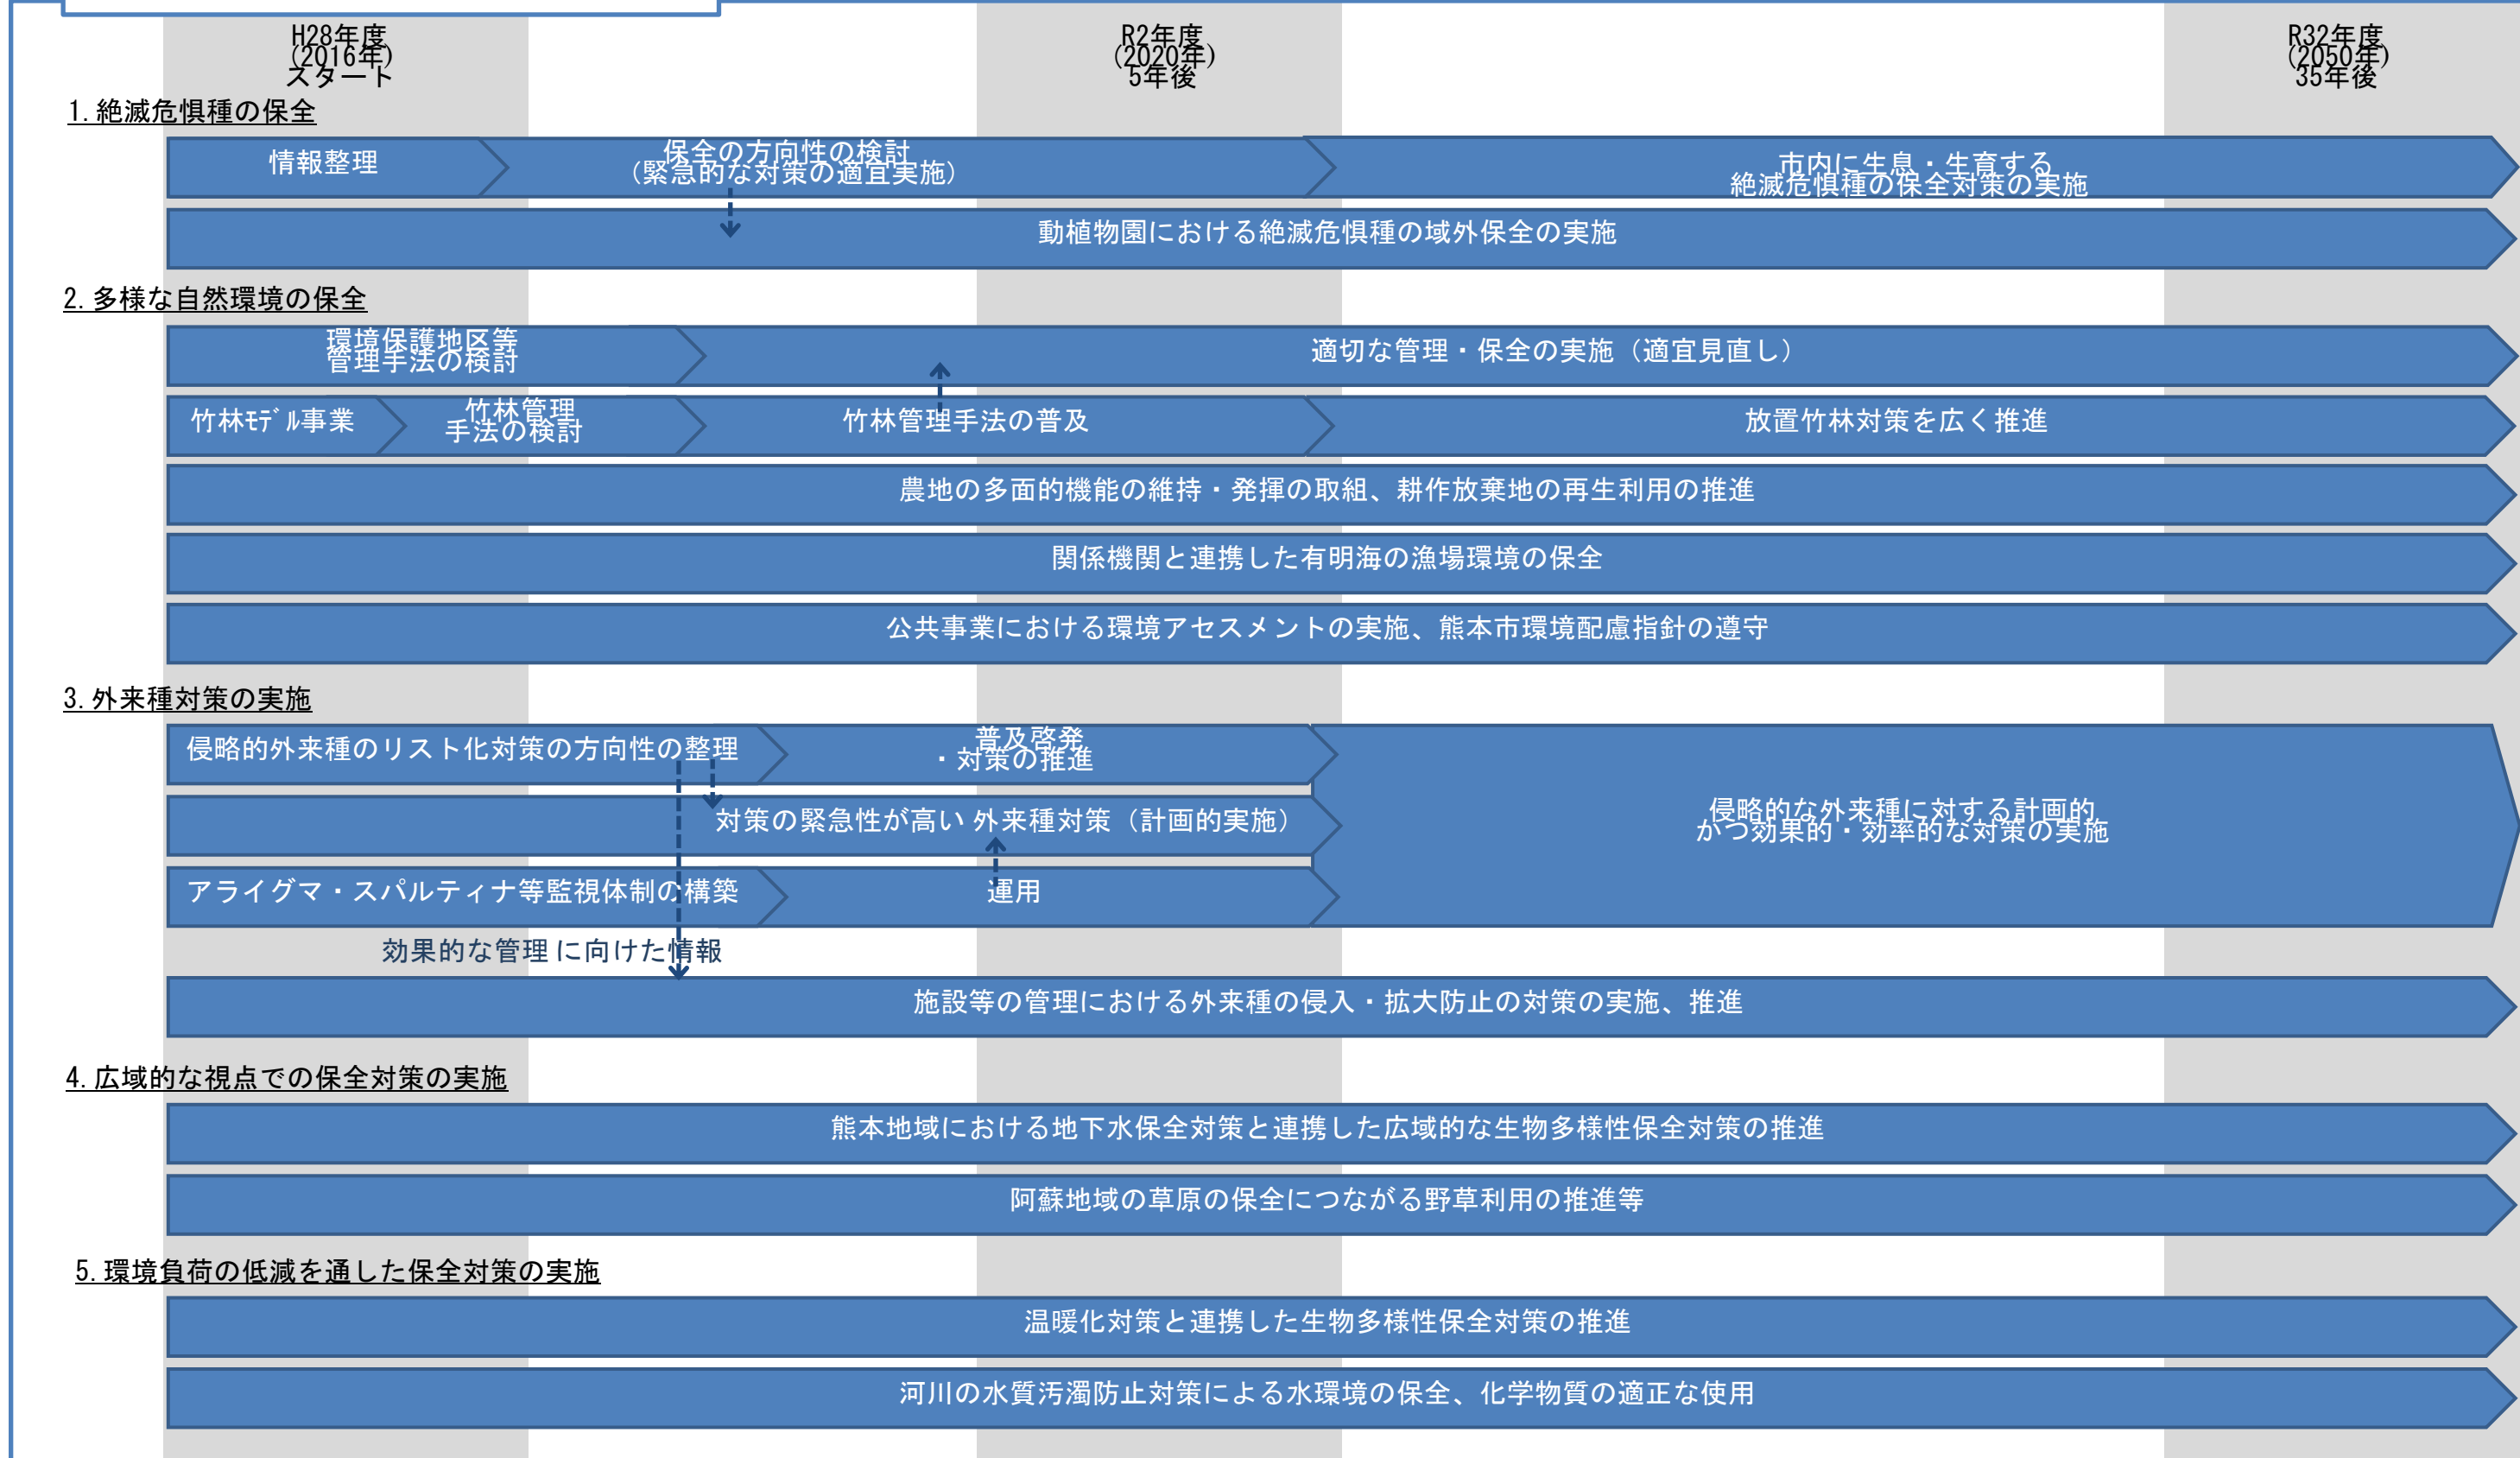 H28年度
(2016年)
スタート
R2年度
(2020年)
5年後
R32年度
(2050年)
35年後
1.絶滅危惧種の保全
情報整理
保全の方向性の検討
（緊急的な対策の適宜実施）
市内に生息・生育する
絶滅危惧種の保全対策の実施
動植物園における絶滅危惧種の域外保全の実施
2.多様な自然環境の保全
環境保護地区等
管理手法の検討
適切な管理・保全の実施（適宜見直し）
竹林ﾓﾃﾞﾙ事業
竹林管理
手法の検討
竹林管理手法の普及
放置竹林対策を広く推進
農地の多面的機能の維持・発揮の取組、耕作放棄地の再生利用の推進
関係機関と連携した有明海の漁場環境の保全
公共事業における環境アセスメントの実施、熊本市環境配慮指針の遵守
3.外来種対策の実施
侵略的外来種のリスト化対策の方向性の整理
普及啓発
・対策の推進
対策の緊急性が高い 外来種対策（計画的実施）
侵略的な外来種に対する計画的
かつ効果的・効率的な対策の実施
アライグマ・スパルティナ等監視体制の構築
運用
効果的な管理に向けた情報
施設等の管理における外来種の侵入・拡大防止の対策の実施、推進
4.広域的な視点での保全対策の実施
熊本地域における地下水保全対策と連携した広域的な生物多様性保全対策の推進
阿蘇地域の草原の保全につながる野草利用の推進等
5.環境負荷の低減を通した保全対策の実施
温暖化対策と連携した生物多様性保全対策の推進
河川の水質汚濁防止対策による水環境の保全、化学物質の適正な使用